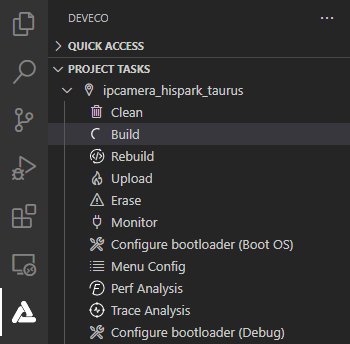 DEVECO
QUICK ACCESS
PROJECT TASKS
ipcamera_hispark_taurus
Clean
Build
Rebuild
Upload
Erase
Monitor
Configure bootloader (Boot OS)
Menu Config
Perf Analysis
Trace Analysis
Configure bootloader (Debug)